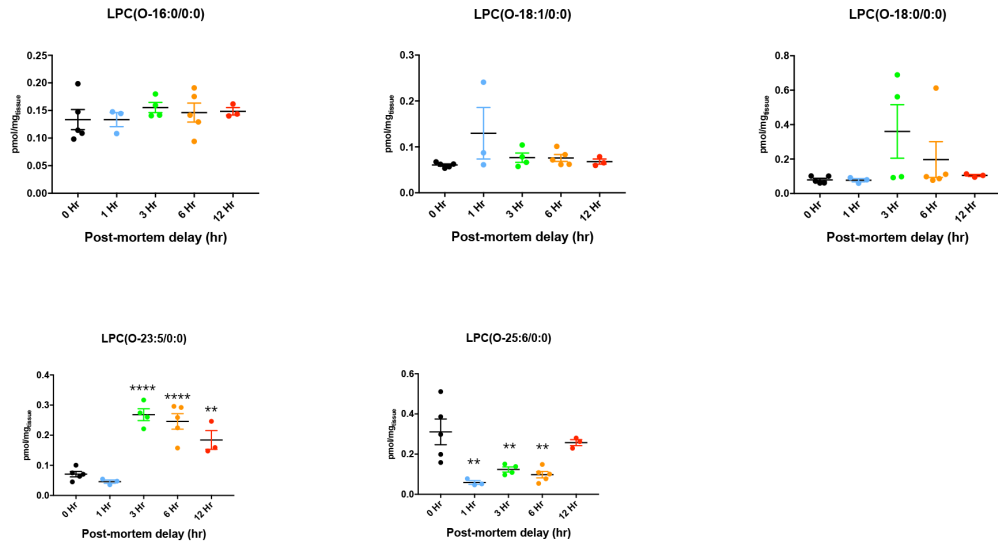 LPC(O-16:0/0:0)
pmol/mgtissue
0.25
0.20
0.15
0.10
0.05
0.00
0 Hr
1 Hr
3 Hr
6 Hr
12 Hr
Post-mortem delay (hr)
LPC(O-18:1/0:0)
pmol/mgtissue
0.3
0.2
0.1
0.0
0 Hr
1 Hr
3 Hr
6 Hr
12 Hr
Post-mortem delay (hr)
LPC(O-18:0/0:0)
pmol/mgtissue
0.8
0.6
0.4
0.2
0.0
0 Hr
1 Hr
3 Hr
6 Hr
12 Hr
Post-mortem delay (hr)
LPC(O-23:5/0:0)
pmol/mgtissue
0.4
0.3
0.2
0.1
0.0
****
****
**
0 Hr
1 Hr
3 Hr
6 Hr
12 Hr
Post-mortem delay (hr)
LPC(O-25:6/0:0)
pmol/mgtissue
0.6
0.4
0.2
0.0
**
**
**
0 Hr
1 Hr
3 Hr
6 Hr
12 Hr
Post-mortem delay (hr)